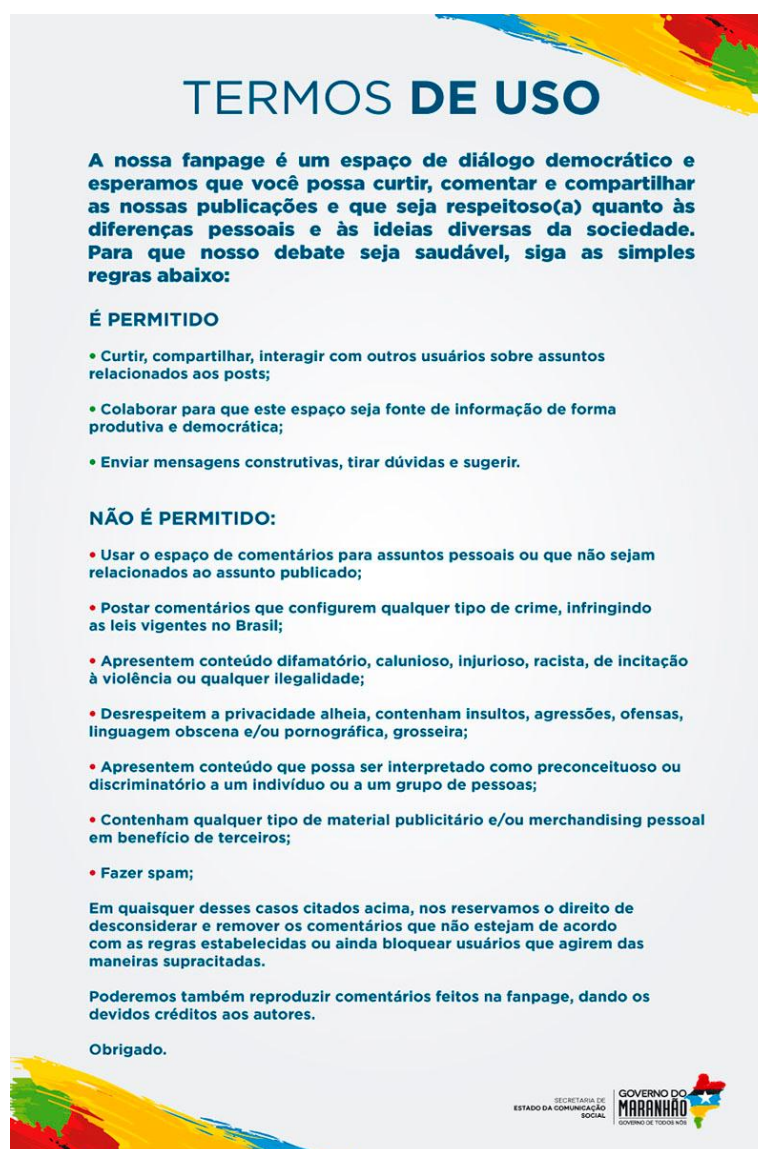 TERMOS DE USO
A nossa fanpage é um espaço de diálogo democrático e
esperamos que você possa curtir, comentar e compartilhar
as nossas publicações e que seja respeitoso(a) quanto às
diferenças pessoais e às ideias diversas da sociedade.
Para que nosso debate seja saudável, siga as simples
regras abaixo:
É PERMITIDO
• Curtir, compartilhar, interagir com outros usuários sobre assuntos
relacionados aos posts;
• Colaborar para que este espaço seja fonte de informação de forma
produtiva e democrática;
• Enviar mensagens construtivas, tirar dúvidas e sugerir.
NÃO É PERMITIDO:
• Usar o espaço de comentários para assuntos pessoais ou que não sejam
relacionados ao assunto publicado;
• Postar comentários que configurem qualquer tipo de crime, infringindo
as leis vigentes no Brasil;
• Apresentem conteúdo difamatório, calunioso, injurioso, racista, de incitação
à violência ou qualquer ilegalidade;
• Desrespeitem a privacidade alheia, contenham insultos, agressões, ofensas,
linguagem obscena e/ou pornográfica, grosseira;
• Apresentem conteúdo que possa ser interpretado como preconceituoso ou
discriminatório a um indivíduo ou a um grupo de pessoas;
• Contenham qualquer tipo de material publicitário e/ou merchandising pessoal
em benefício de terceiros;
• Fazer spam;
Em quaisquer desses casos citados acima, nos reservamos o direito de
desconsiderar e remover os comentários que não estejam de acordo
com as regras estabelecidas ou ainda bloquear usuários que agirem das
maneiras supracitadas.
Poderemos também reproduzir comentários feitos na fanpage, dando os
devidos créditos aos autores.
Obrigado.
SECRETARIA DE
ESTADO DA COMUNICAÇÃO
SOCIAL
GOVERNO DO
MARANHÃO
GOVERNO DE TODOS NÓS